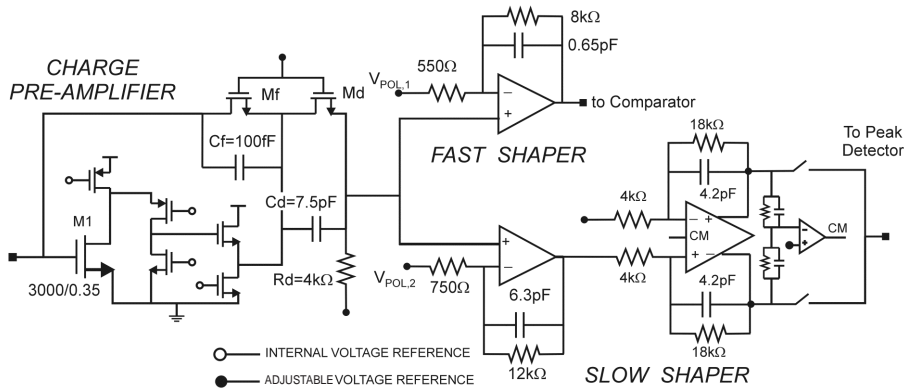 CHARGE
PRE-AMPLIFIER
Mf
Md
Cf=100fF
M1
3000/0.35
Cd=7.5pF
Rd=4kΩ
V_POL,1
550Ω
8kΩ
0.65pF
−
+
to Comparator
FAST SHAPER
V_POL,2
750Ω
+
−
6.3pF
12kΩ
4kΩ
4kΩ
18kΩ
4.2pF
− +
CM
+ −
4.2pF
18kΩ
-
+
CM
To Peak
Detector
SLOW SHAPER
INTERNAL VOLTAGE REFERENCE
ADJUSTABLE VOLTAGE REFERENCE